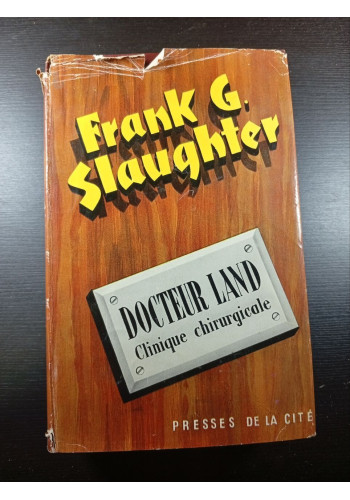 Frank G.
Slaughter
DOCTEUR LAND
Clinique chirurgicale
PRESSES DE LA CITÉ